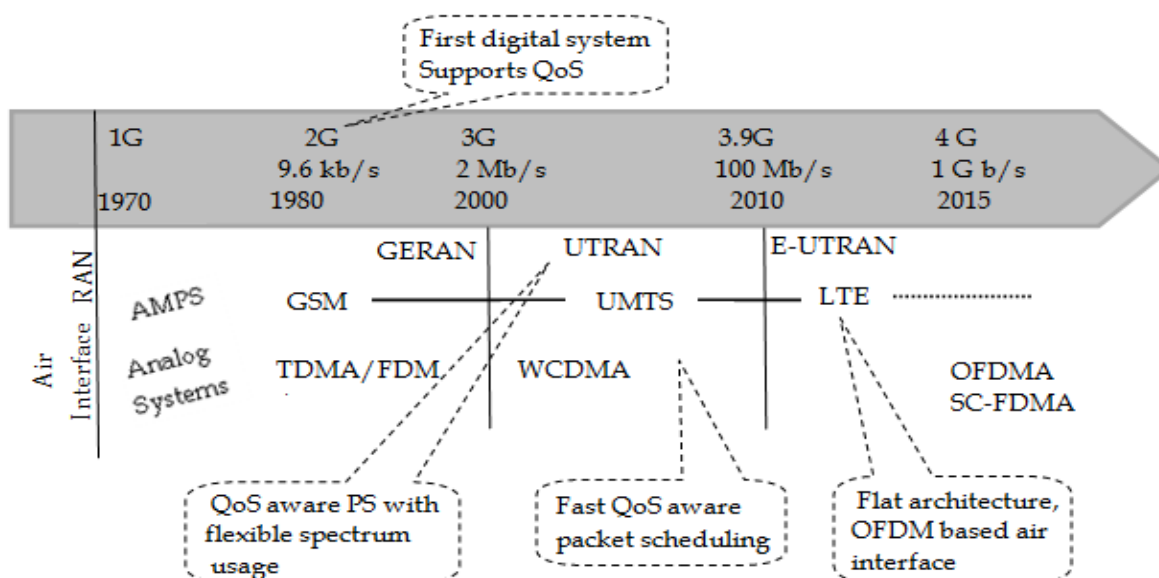 First digital system
Supports QoS
1G 2G 3G 3.9G 4 G
9.6 kb/s 2 Mb/s 100 Mb/s 1 G b/s
1970 1980 2000 2010 2015
GERAN UTRAN E-UTRAN
RAN
AMPS GSM UMTS LTE
Air
Interface
Analog
Systems
TDMA/FDM. WCDMA OFDMA
SC-FDMA
QoS aware PS with
flexible spectrum
usage
Fast QoS aware
packet scheduling
Flat architecture,
OFDM based air
interface